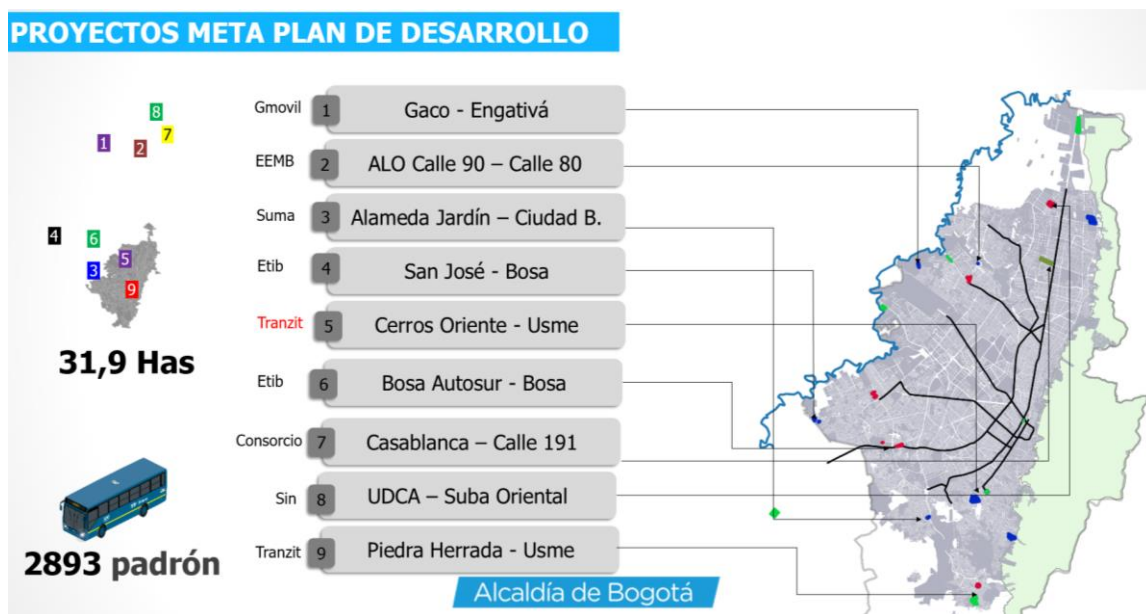 PROYECTOS META PLAN DE DESARROLLO
8
7
1
2
4
6
5
3
9
31,9 Has
2893 padrón
Gmovil 1 Gaco - Engativá
EEMB 2 ALO Calle 90 – Calle 80
Suma 3 Alameda Jardín – Ciudad B.
Etib 4 San José - Bosa
Tranzit 5 Cerros Oriente - Usme
Etib 6 Bosa Autosur - Bosa
Consorcio 7 Casablanca – Calle 191
Sin 8 UDCA – Suba Oriental
Tranzit 9 Piedra Herrada - Usme
Alcaldía de Bogotá